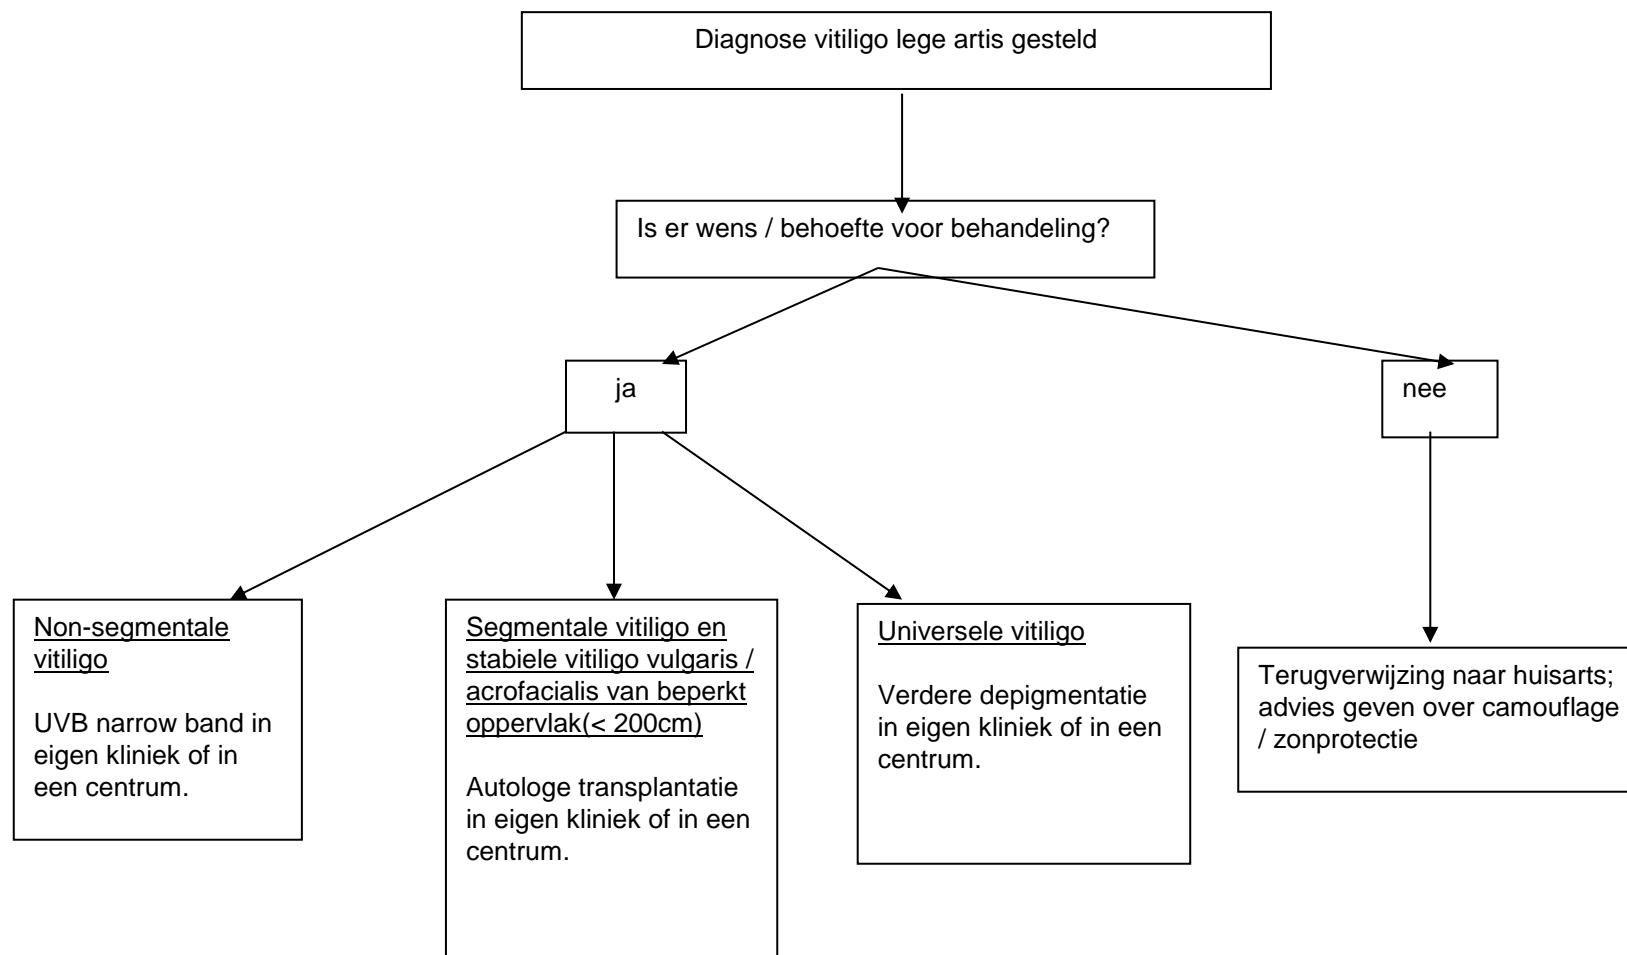 Diagnose vitiligo lege artis gesteld
Is er wens / behoefte voor behandeling?
ja
nee
Non-segmentale
vitiligo
UVB narrow band in
eigen kliniek of in
een centrum.
Segmentale vitiligo en
stabiele vitiligo vulgaris /
acrofacialis van beperkt
oppervlak(< 200cm)
Autologe transplantatie
in eigen kliniek of in een
centrum.
Universele vitiligo
Verdere depigmentatie
in eigen kliniek of in een
centrum.
Terugverwijzing naar huisarts;
advies geven over camouflage
/ zonprotectie